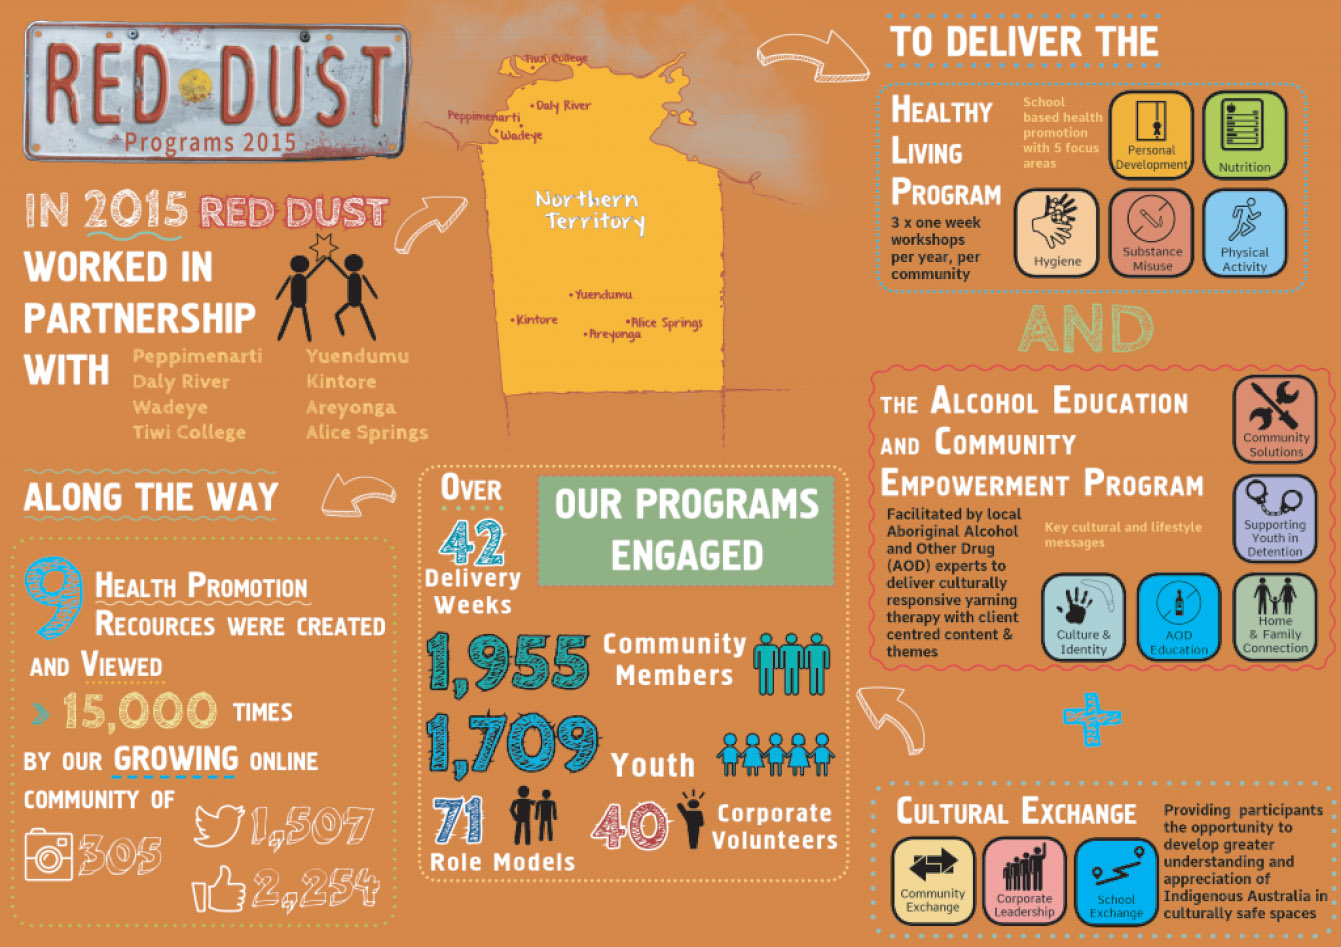 RED DUST
Programs 2015
IN 2015 RED DUST
WORKED IN
PARTNERSHIP
WITH
Peppimenarti
Daly River
Wadeye
Tiwi College
Yuendumu
Kintore
Areyonga
Alice Springs
Tiwi College
Daly River
Peppimenarti
Wadeye
Northern
Territory
Yuendumu
Kintore
Alice Springs
Areyonga
TO DELIVER THE
HEALTHY
LIVING
PROGRAM
3 x one week
workshops
per year, per
community
School
based health
promotion
with 5 focus
areas
Personal
Development
Nutrition
Hygiene
Substance
Misuse
Physical
Activity
AND
THE ALCOHOL EDUCATION
AND COMMUNITY
EMPOWERMENT PROGRAM
Facilitated by local
Aboriginal Alcohol
and Other Drug
(AOD) experts to
deliver culturally
responsive yarning
therapy with client
centred content &
themes
Key cultural and lifestyle
messages
Community
Solutions
Supporting
Youth in
Detention
Culture &
Identity
AOD
Education
Home
& Family
Connection
+
CULTURAL EXCHANGE
Community
Exchange
Corporate
Leadership
School
Exchange
Providing participants
the opportunity to
develop greater
understanding and
appreciation of
Indigenous Australia in
culturally safe spaces
OUR PROGRAMS
ENGAGED
OVER
42
Delivery
Weeks
1,955 Community
Members
1,709 Youth
71
Role Models
40 Corporate
Volunteers
ALONG THE WAY
9 HEALTH PROMOTION
RECOURCES WERE CREATED
AND VIEWED
> 15,000 TIMES
BY OUR GROWING ONLINE
COMMUNITY OF
305
1,507
2,254